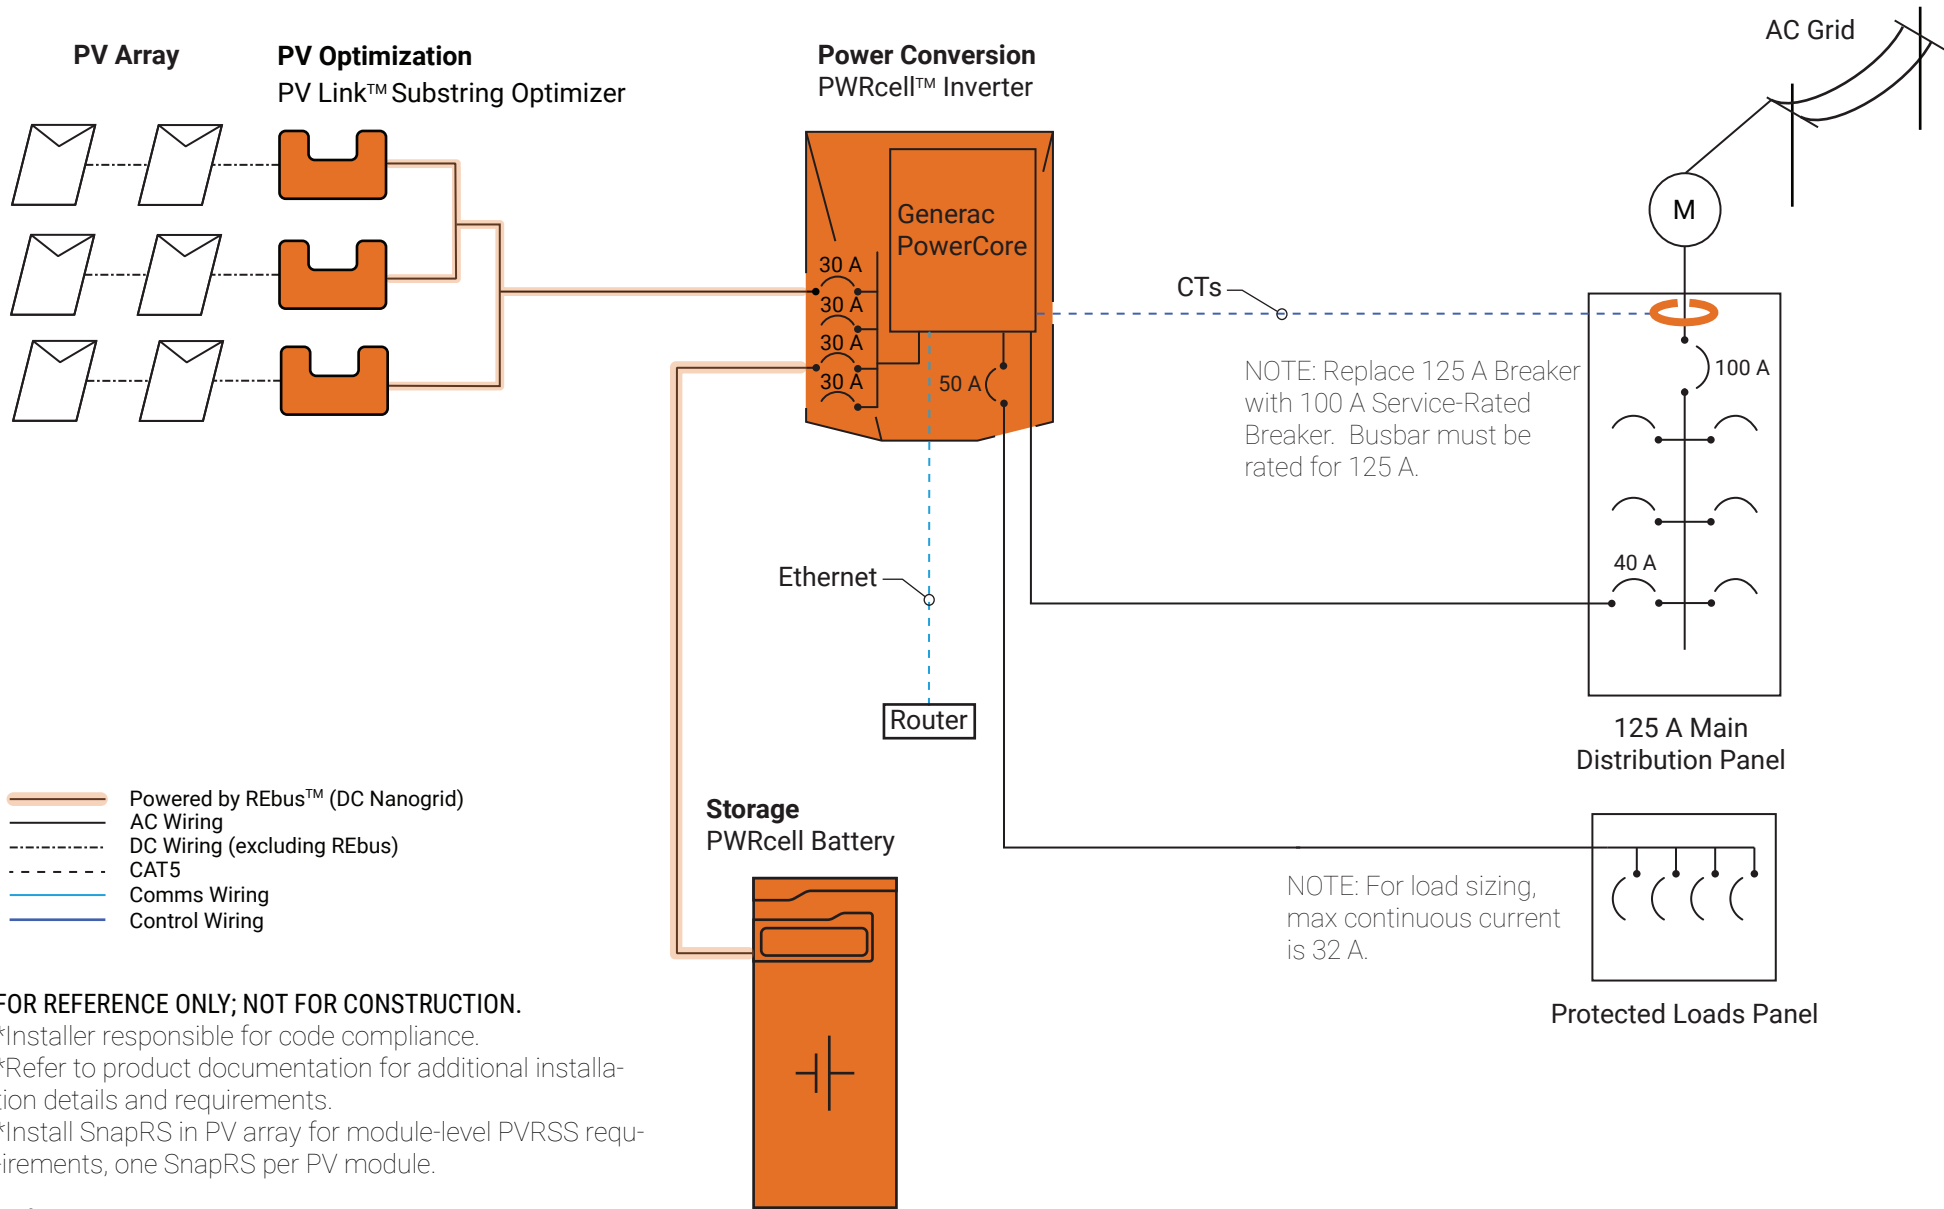 PV Array
PV Optimization
PV Link™ Substring Optimizer
Power Conversion
PWRcell™ Inverter
AC Grid
M
Generac
PowerCore
30 A
30 A
30 A
30 A
50 A
CTs
NOTE: Replace 125 A Breaker
with 100 A Service-Rated
Breaker. Busbar must be
rated for 125 A.
100 A
40 A
125 A Main
Distribution Panel
Ethernet
Router
Powered by REbus™ (DC Nanogrid)
AC Wiring
DC Wiring (excluding REbus)
CAT5
Comms Wiring
Control Wiring
Storage
PWRcell Battery
NOTE: For load sizing,
max continuous current
is 32 A.
Protected Loads Panel
FOR REFERENCE ONLY; NOT FOR CONSTRUCTION.
*Installer responsible for code compliance.
*Refer to product documentation for additional installa-
tion details and requirements.
*Install SnapRS in PV array for module-level PVRSS requ-
irements, one SnapRS per PV module.